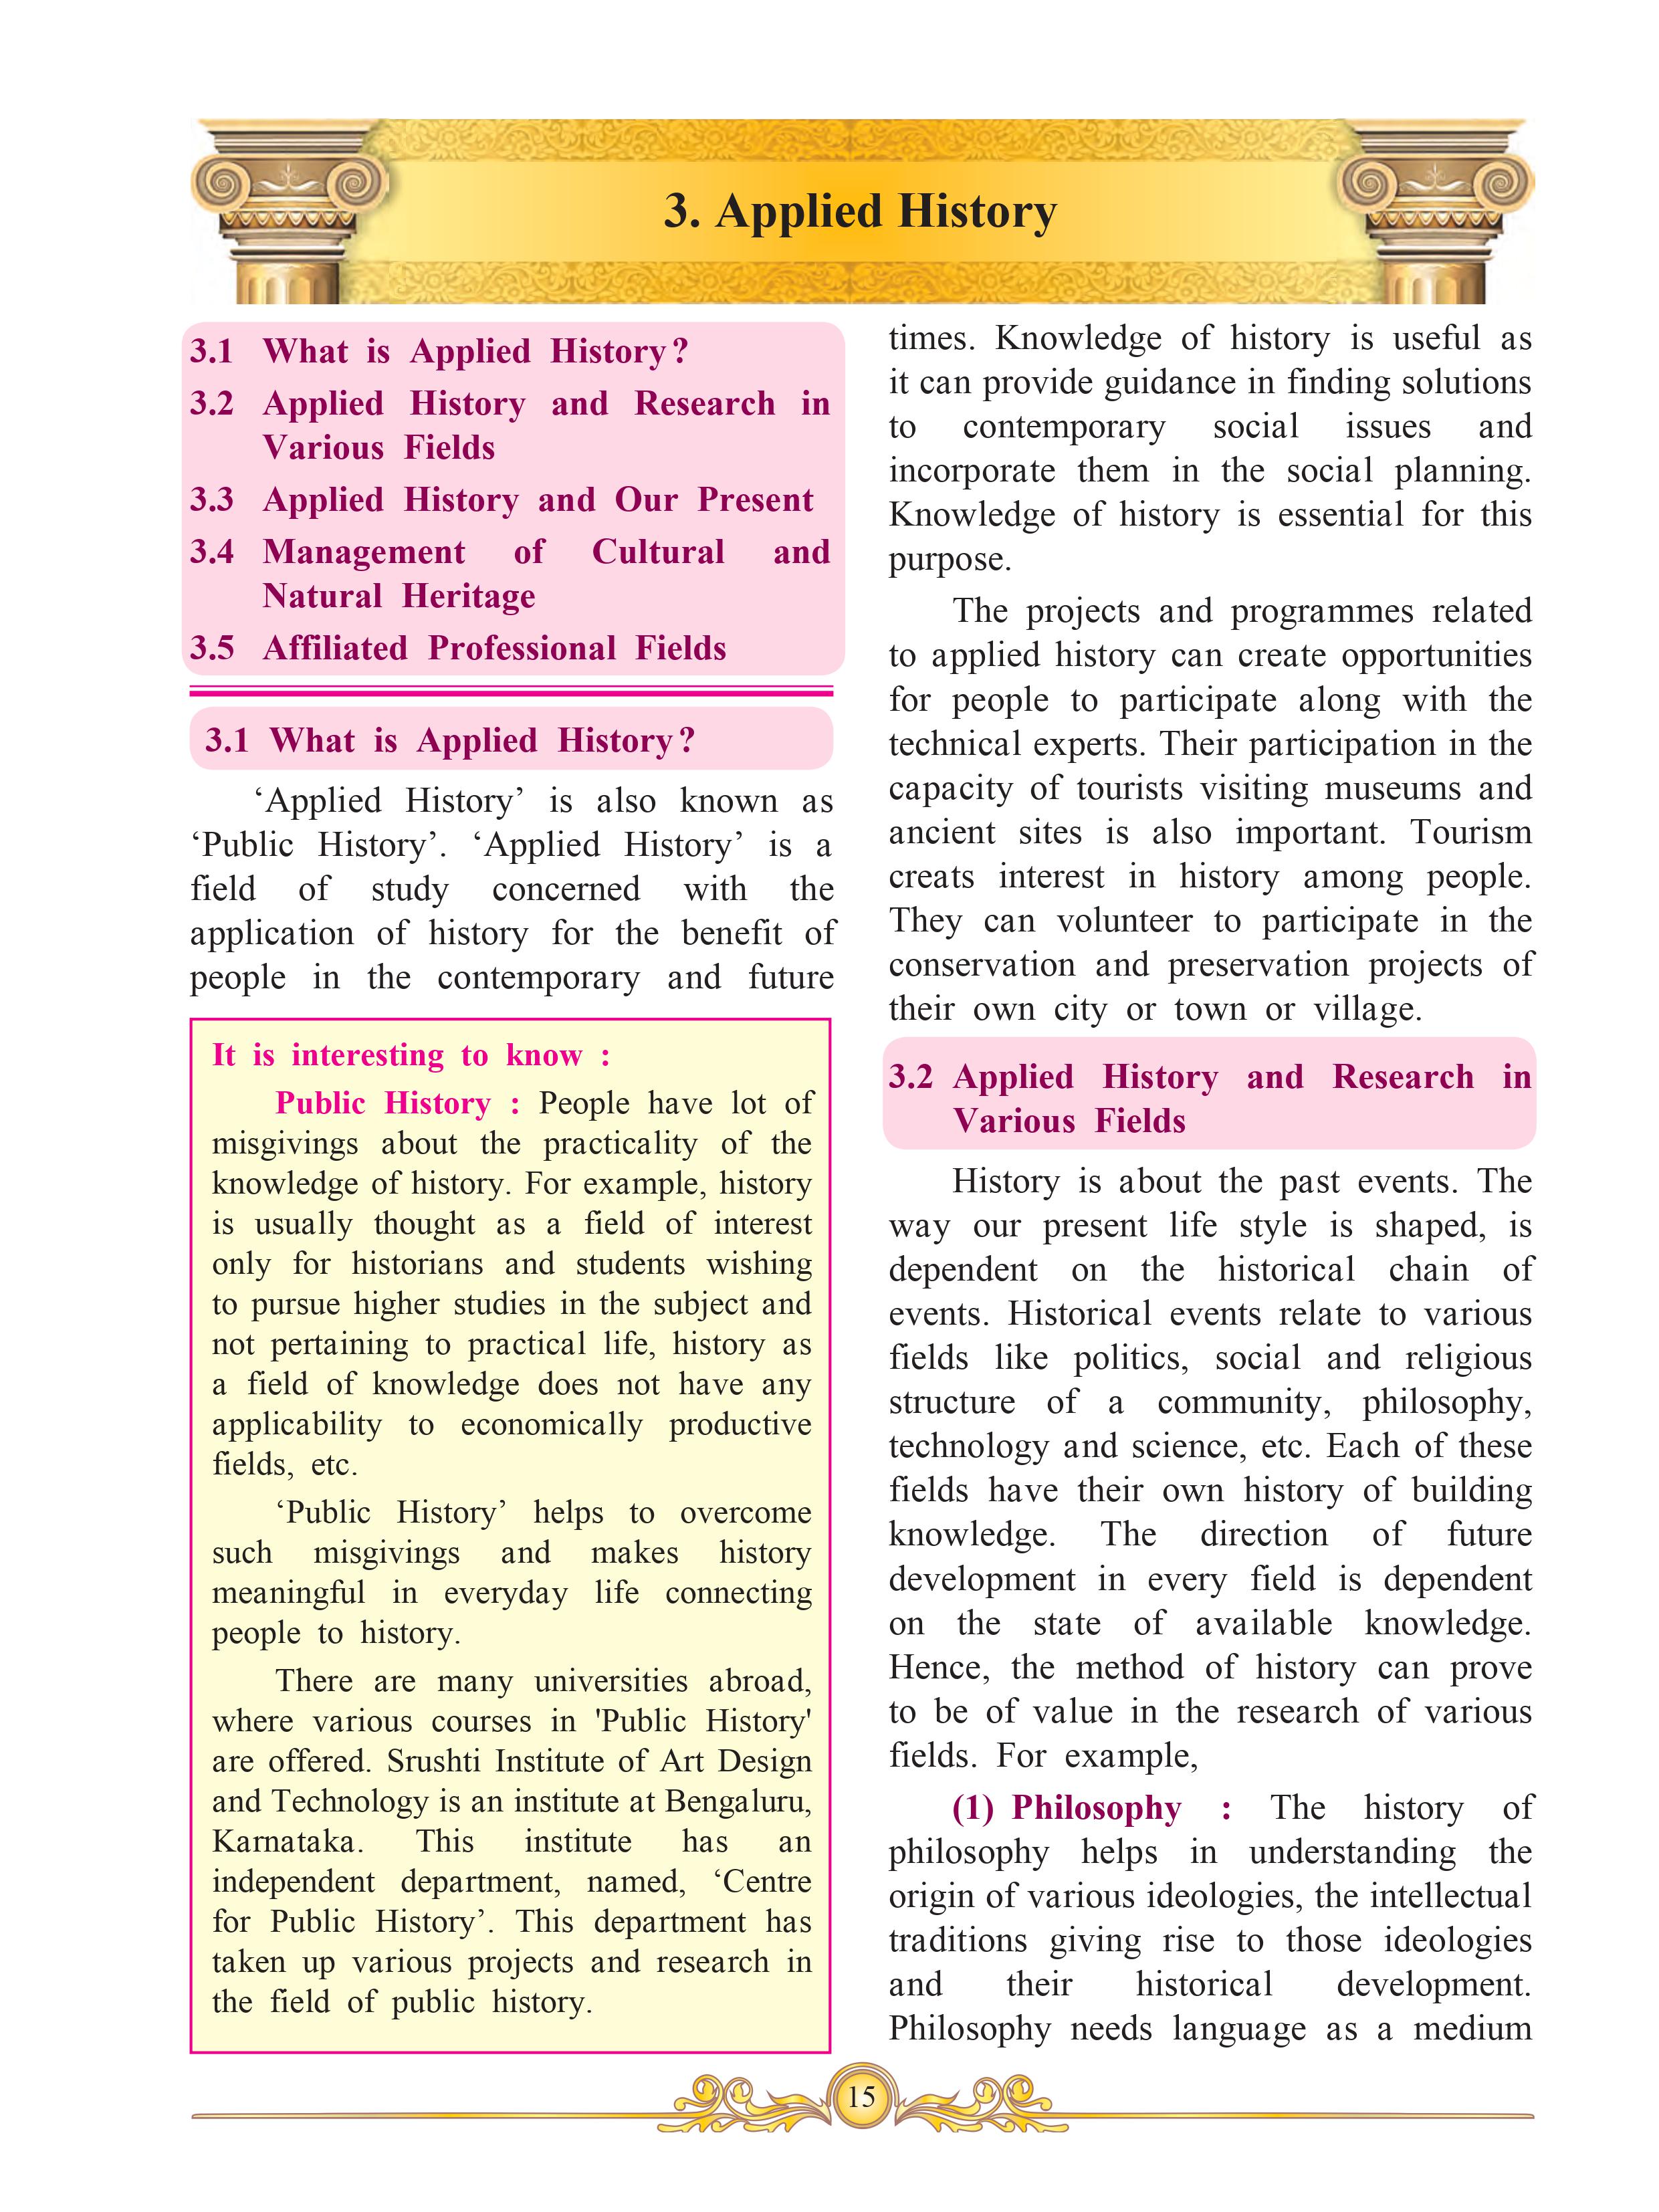 3. Applied History
3.1 What is Applied History?
3.2 Applied History and Research in
Various Fields
3.3 Applied History and Our Present
3.4 Management of Cultural and
Natural Heritage
3.5 Affiliated Professional Fields
3.1 What is Applied History?
‘Applied History’ is also known as
‘Public History’. ‘Applied History’ is a
field of study concerned with the
application of history for the benefit of
people in the contemporary and future
It is interesting to know :
Public History : People have lot of
misgivings about the practicality of the
knowledge of history. For example, history
is usually thought as a field of interest
only for historians and students wishing
to pursue higher studies in the subject and
not pertaining to practical life, history as
a field of knowledge does not have any
applicability to economically productive
fields, etc.
‘Public History’ helps to overcome
such misgivings and makes history
meaningful in everyday life connecting
people to history.
There are many universities abroad,
where various courses in 'Public History'
are offered. Srushti Institute of Art Design
and Technology is an institute at Bengaluru,
Karnataka. This institute has an
independent department, named, ‘Centre
for Public History’. This department has
taken up various projects and research in
the field of public history.
times. Knowledge of history is useful as
it can provide guidance in finding solutions
to contemporary social issues and
incorporate them in the social planning.
Knowledge of history is essential for this
purpose.
The projects and programmes related
to applied history can create opportunities
for people to participate along with the
technical experts. Their participation in the
capacity of tourists visiting museums and
ancient sites is also important. Tourism
creats interest in history among people.
They can volunteer to participate in the
conservation and preservation projects of
their own city or town or village.
3.2 Applied History and Research in
Various Fields
History is about the past events. The
way our present life style is shaped, is
dependent on the historical chain of
events. Historical events relate to various
fields like politics, social and religious
structure of a community, philosophy,
technology and science, etc. Each of these
fields have their own history of building
knowledge. The direction of future
development in every field is dependent
on the state of available knowledge.
Hence, the method of history can prove
to be of value in the research of various
fields. For example,
(1) Philosophy : The history of
philosophy helps in understanding the
origin of various ideologies, the intellectual
traditions giving rise to those ideologies
and their historical development.
Philosophy needs language as a medium
15